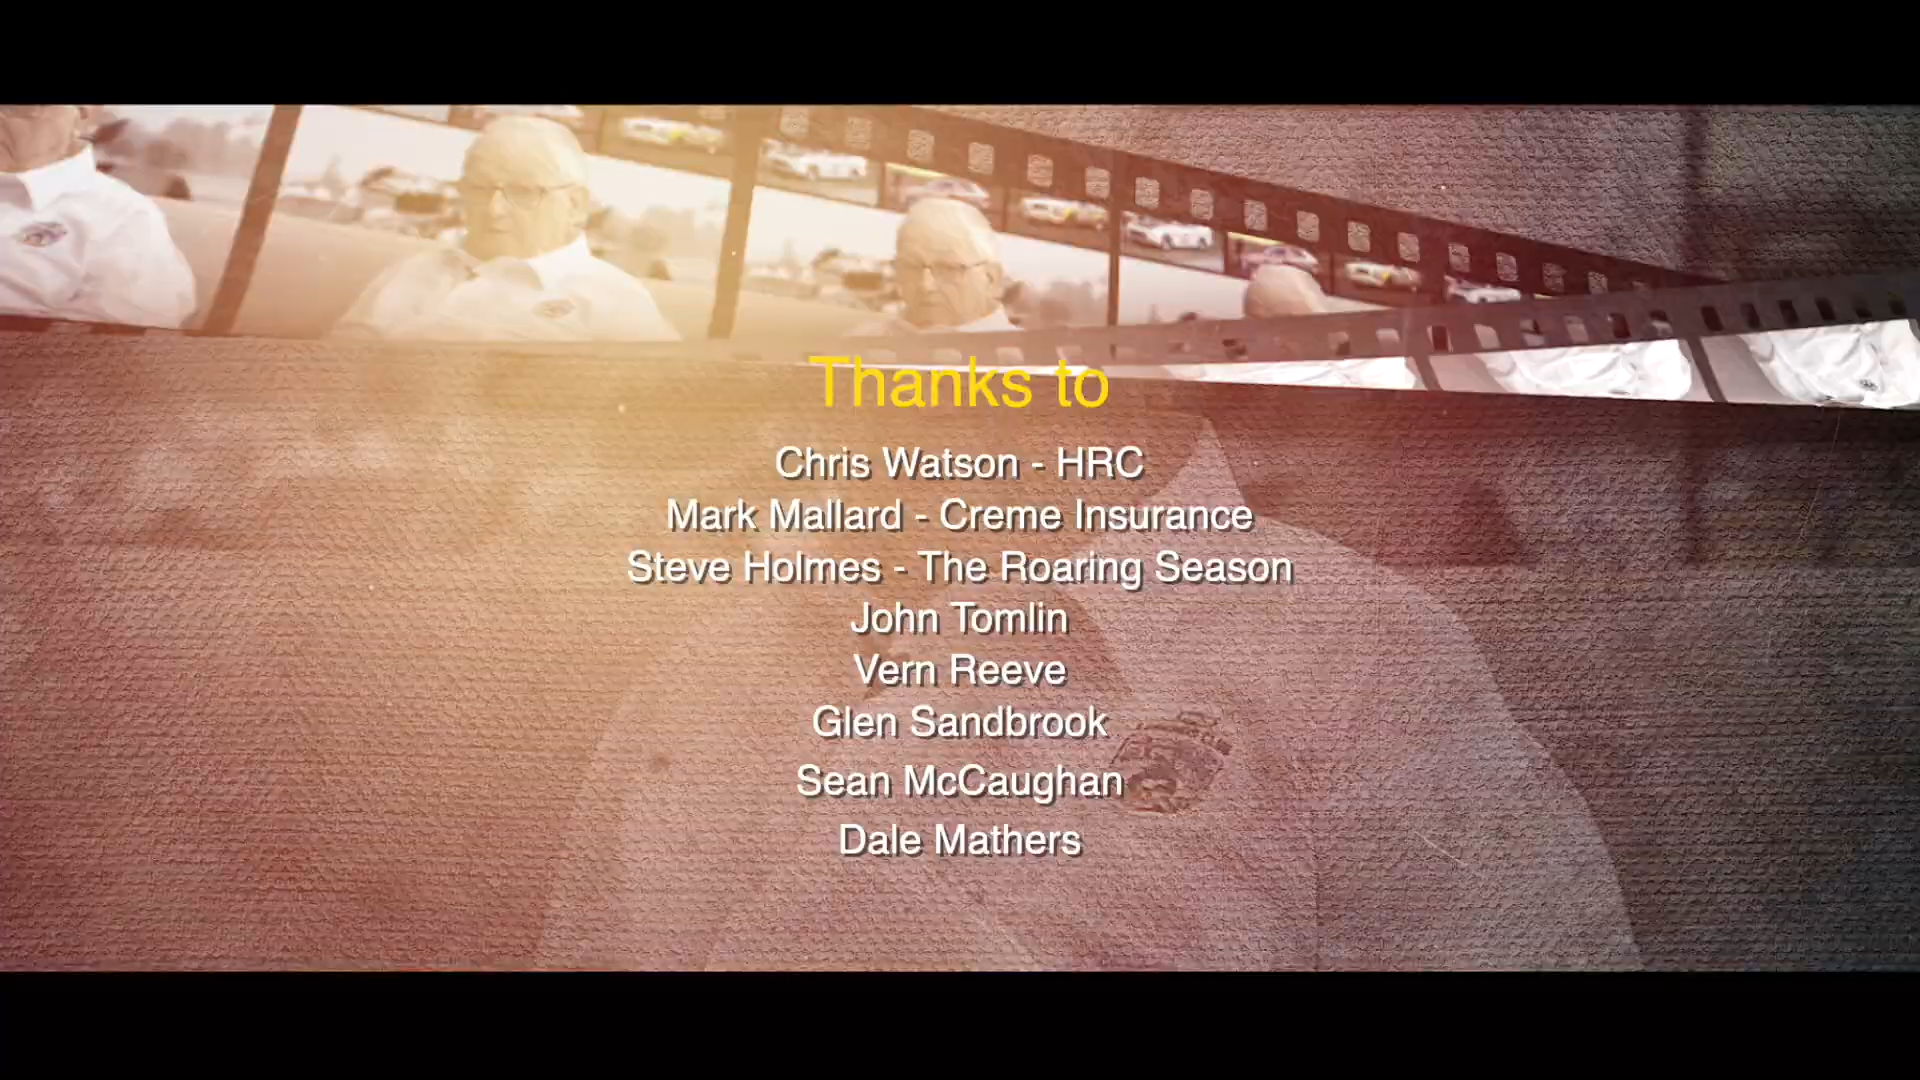 Thanks to
Chris Watson - HRC
Mark Mallard - Creme Insurance
Steve Holmes - The Roaring Season
John Tomlin
Vern Reeve
Glen Sandbrook
Sean McCaughan
Dale Mathers